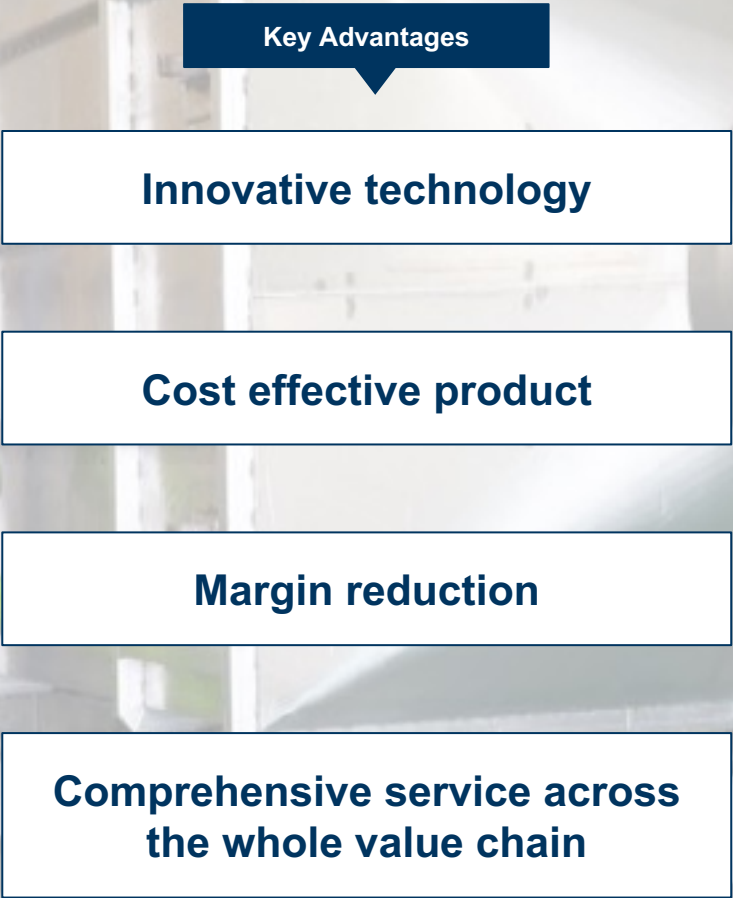 Key Advantages
Innovative technology
Cost effective product
Margin reduction
Comprehensive service across
the whole value chain